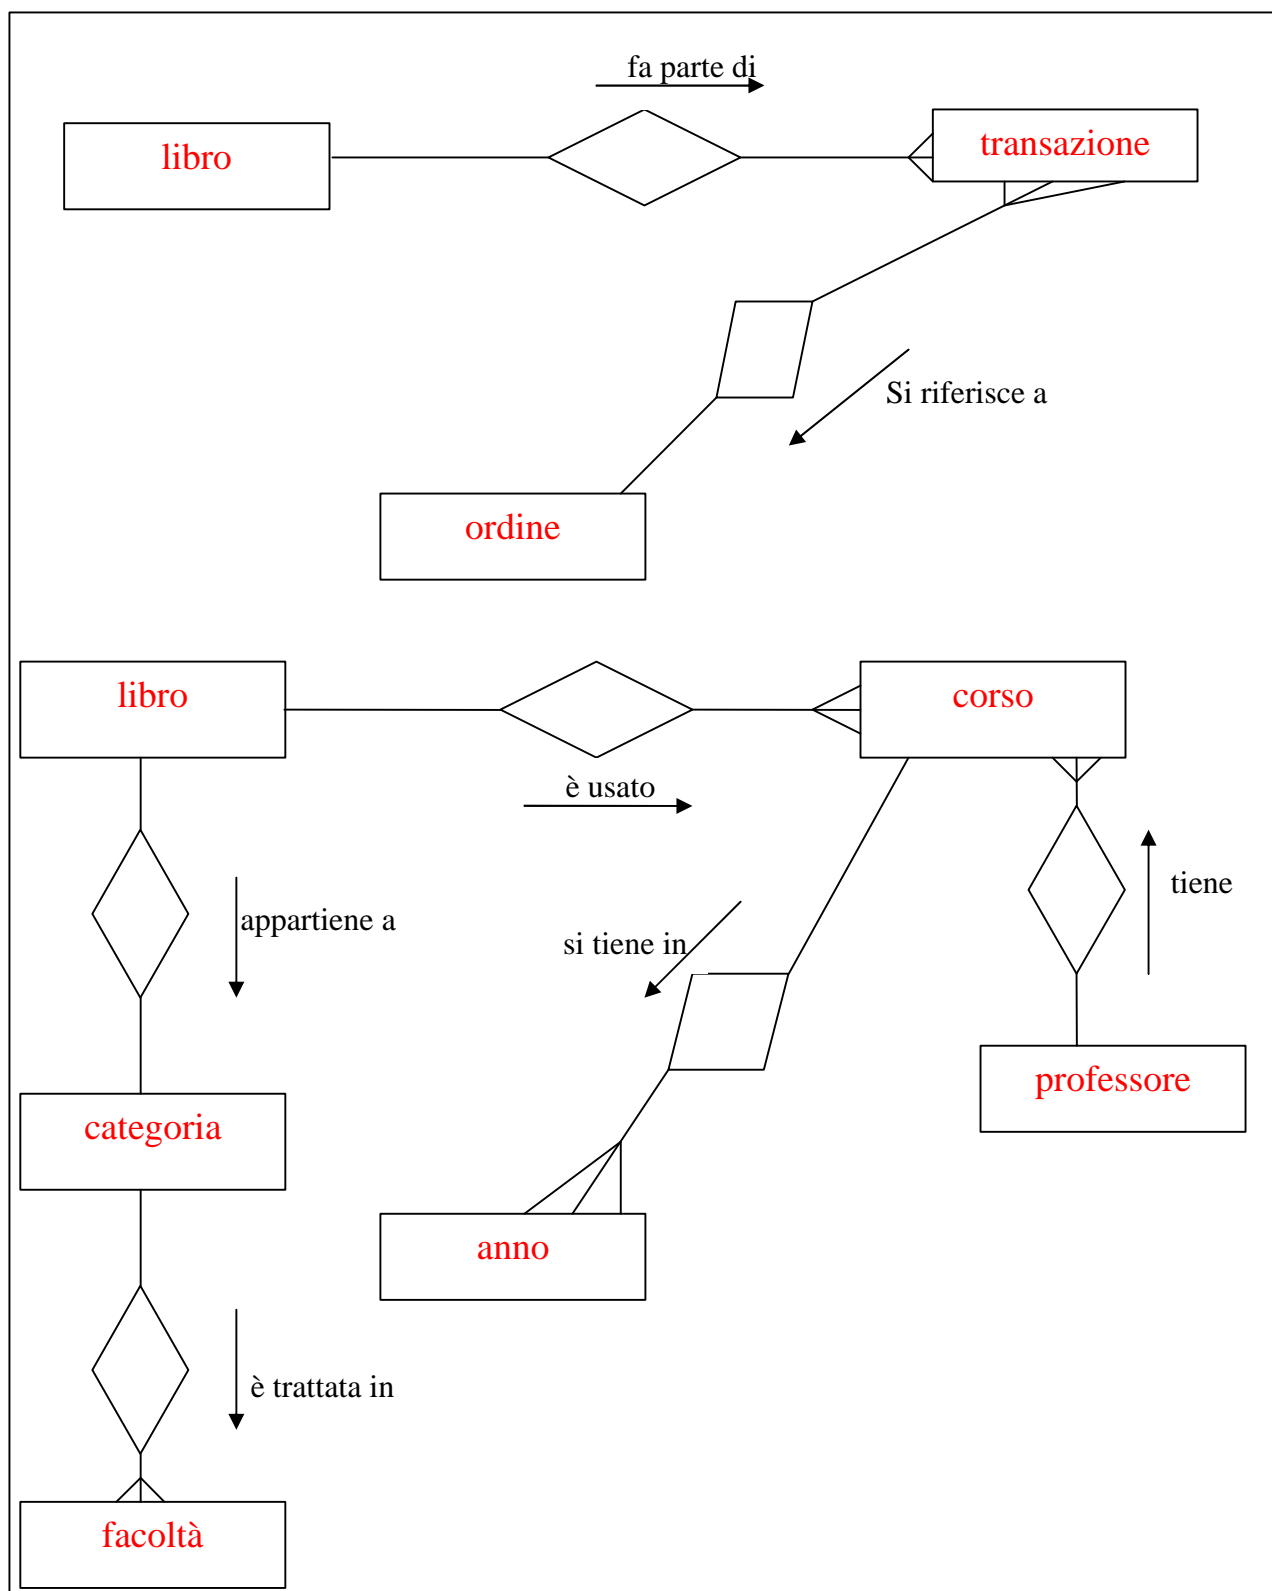 fa parte di
libro
transazione
Si riferisce a
ordine
libro
corso
è usato
tiene
appartiene a
si tiene in
professore
categoria
anno
è trattata in
facoltà